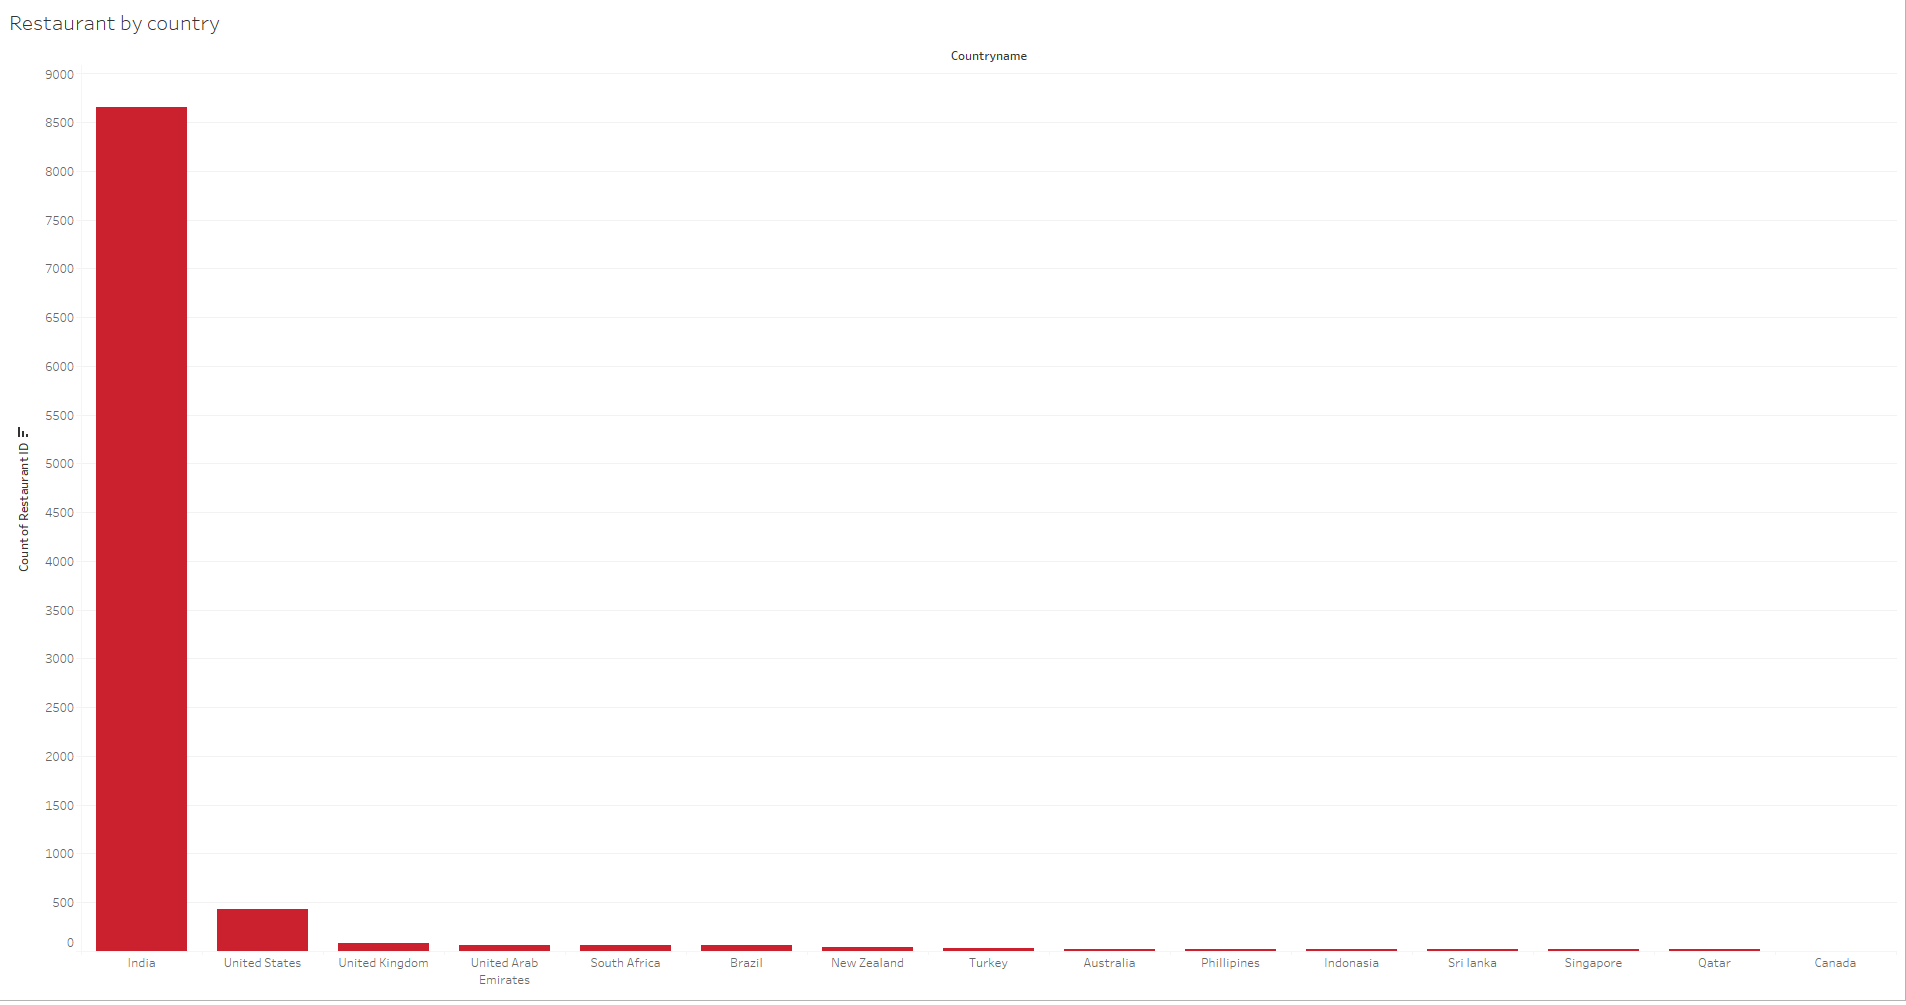 Restaurant by country
Countryname
9000
8500
8000
7500
7000
6500
6000
5500
5000
4500
4000
3500
3000
2500
2000
1500
1000
500
0
Count of Restaurant ID
India
United States
United Kingdom
United Arab
Emirates
South Africa
Brazil
New Zealand
Turkey
Australia
Phillipines
Indonasia
Sri lanka
Singapore
Qatar
Canada